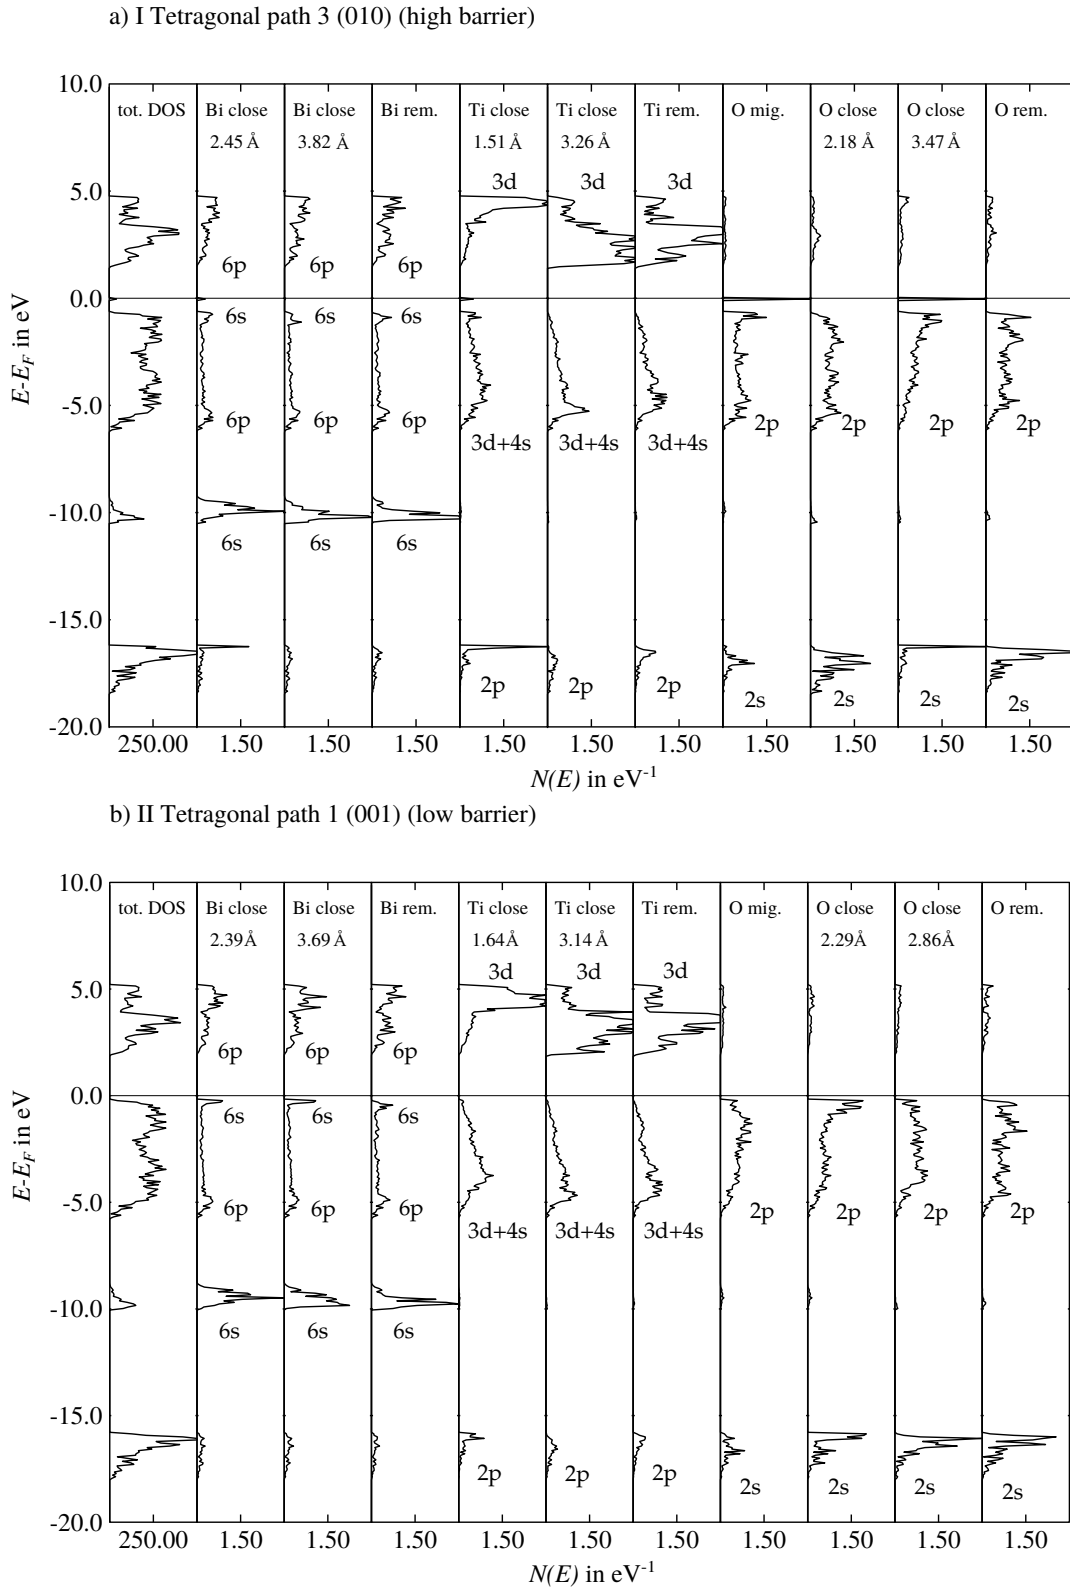 a) I Tetragonal path 3 (010) (high barrier)
10.0
tot. DOS Bi close Bi close Bi rem. Ti close Ti close Ti rem. O mig. O close O close O rem.
2.45 Å 3.82 Å 1.51 Å 3.26 Å 2.18 Å 3.47 Å
5.0 3d 3d 3d
6p 6p 6p
0.0
6s 6s 6s
E-E_F in eV
-5.0
6p 6p 6p 3d+4s 3d+4s 3d+4s 2p 2p 2p 2p
-10.0
6s 6s 6s
-15.0
2p 2p 2p 2s 2s 2s 2s
-20.0
250.00 1.50 1.50 1.50 1.50 1.50 1.50 1.50 1.50 1.50 1.50
N(E) in eV⁻¹
b) II Tetragonal path 1 (001) (low barrier)
10.0
tot. DOS Bi close Bi close Bi rem. Ti close Ti close Ti rem. O mig. O close O close O rem.
2.39 Å 3.69 Å 1.64 Å 3.14 Å 2.29 Å 2.86 Å
5.0 3d 3d 3d
6p 6p 6p
0.0
6s 6s 6s
E-E_F in eV
-5.0
6p 6p 6p 3d+4s 3d+4s 3d+4s 2p 2p 2p 2p
-10.0
6s 6s 6s
-15.0
2p 2p 2p 2s 2s 2s 2s
-20.0
250.00 1.50 1.50 1.50 1.50 1.50 1.50 1.50 1.50 1.50 1.50
N(E) in eV⁻¹